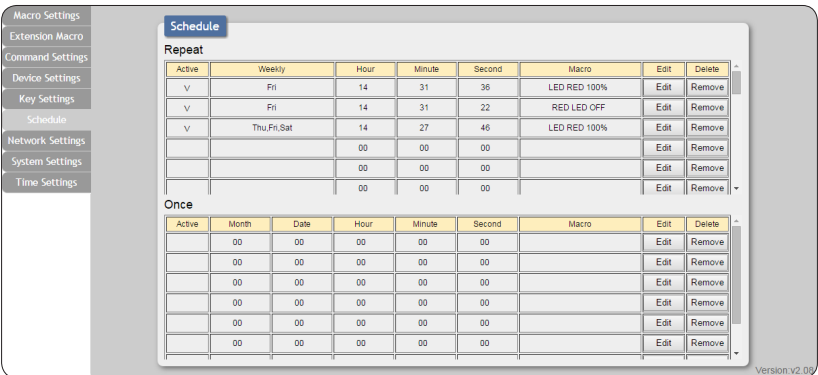 Macro Settings
Extension Macro
Command Settings
Device Settings
Key Settings
Schedule
Network Settings
System Settings
Time Settings
Schedule
Repeat
Active Weekly Hour Minute Second Macro Edit Delete
V Fri 14 31 36 LED RED 100% Edit Remove
V Fri 14 31 22 RED LED OFF Edit Remove
V Thu,Fri,Sat 14 27 46 LED RED 100% Edit Remove
00 00 00 Edit Remove
00 00 00 Edit Remove
00 00 00 Edit Remove
Once
Active Month Date Hour Minute Second Macro Edit Delete
00 00 00 00 00 Edit Remove
00 00 00 00 00 Edit Remove
00 00 00 00 00 Edit Remove
00 00 00 00 00 Edit Remove
00 00 00 00 00 Edit Remove
00 00 00 00 00 Edit Remove
Version:v2.08